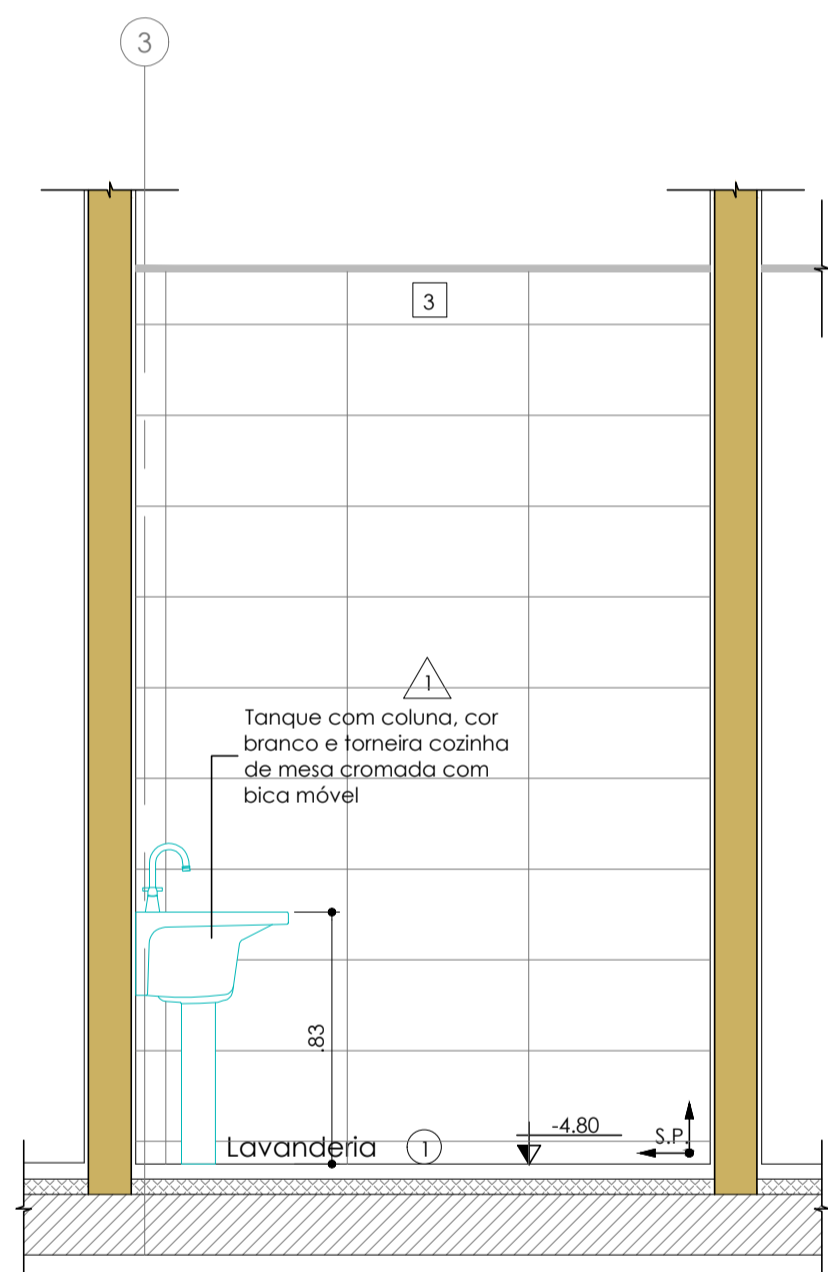 3
3
1
Tanque com coluna, cor
branco e torneira cozinha
de mesa cromada com
bica móvel
.83
Lavanderia 1
-4.80
S.P.